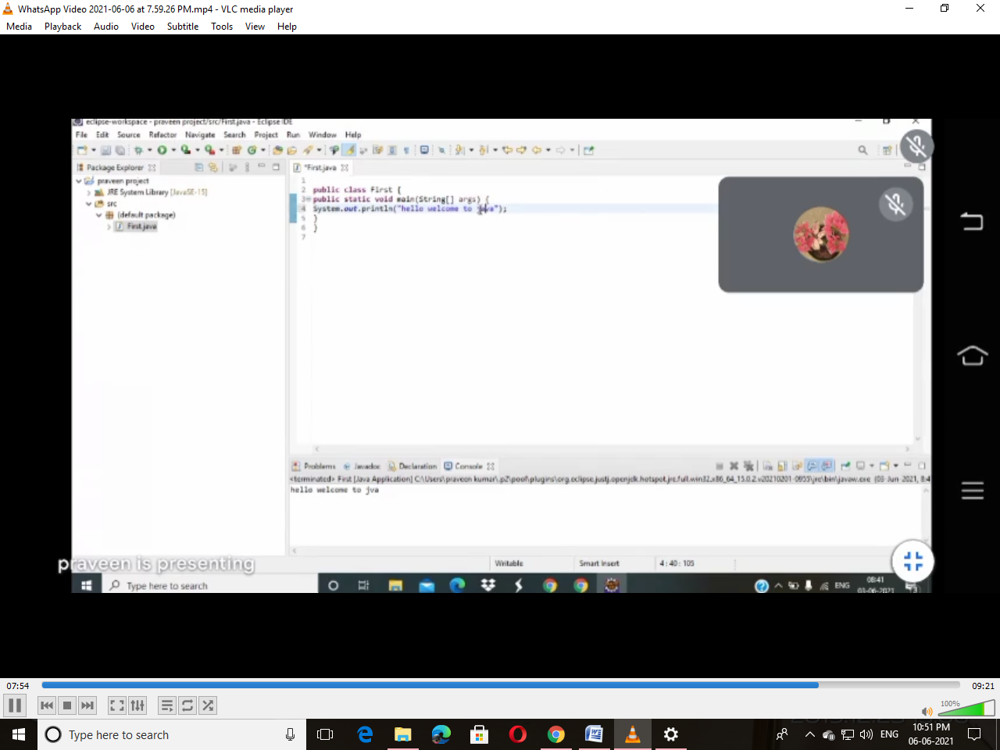 WhatsApp Video 2021-06-06 at 7.59.26 PM.mp4 - VLC media player
Media Playback Audio Video Subtitle Tools View Help
eclipse-workspace - praveen project/src/First.java - Eclipse IDE
File Edit Source Refactor Navigate Search Project Run Window Help
Package Explorer
*First.java
praveen project
JRE System Library [JavaSE-15]
src
(default package)
First.java
1
2 public class First {
3 public static void main(String[] args) {
4 System.out.println("hello welcome to java");
5 }
6 }
7
Problems Javadoc Declaration Console
<terminated> First [Java Application] C:\Users\praveen kumar\.p2\pool\plugins\org.eclipse.justj.openjdk.hotspot.jre.full.win32.x86_64_15.0.2.v20210201-0955\jre\bin\javaw.exe (03 Jun 2021, 8:4
hello welcome to jva
praveen is presenting
Writable Smart Insert 4 : 40 : 105
Type here to search
ENG
08:41
03-06-2021
3
07:54
09:21
100%
Type here to search
ENG
10:51 PM
06-06-2021